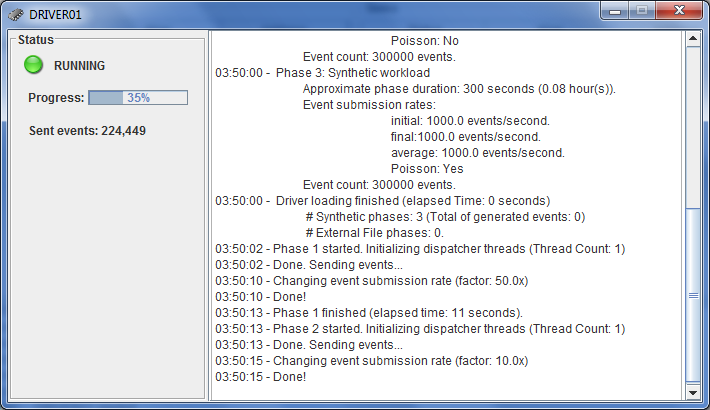 DRIVER01
Status
RUNNING
Progress: 35%
Sent events: 224,449
Poisson: No
Event count: 300000 events.
03:50:00 - Phase 3: Synthetic workload
Approximate phase duration: 300 seconds (0.08 hour(s)).
Event submission rates:
initial: 1000.0 events/second.
final:1000.0 events/second.
average: 1000.0 events/second.
Poisson: Yes
Event count: 300000 events.
03:50:00 - Driver loading finished (elapsed Time: 0 seconds)
# Synthetic phases: 3 (Total of generated events: 0)
# External File phases: 0.
03:50:02 - Phase 1 started. Initializing dispatcher threads (Thread Count: 1)
03:50:02 - Done. Sending events...
03:50:10 - Changing event submission rate (factor: 50.0x)
03:50:10 - Done!
03:50:13 - Phase 1 finished (elapsed time: 11 seconds).
03:50:13 - Phase 2 started. Initializing dispatcher threads (Thread Count: 1)
03:50:13 - Done. Sending events...
03:50:15 - Changing event submission rate (factor: 10.0x)
03:50:15 - Done!